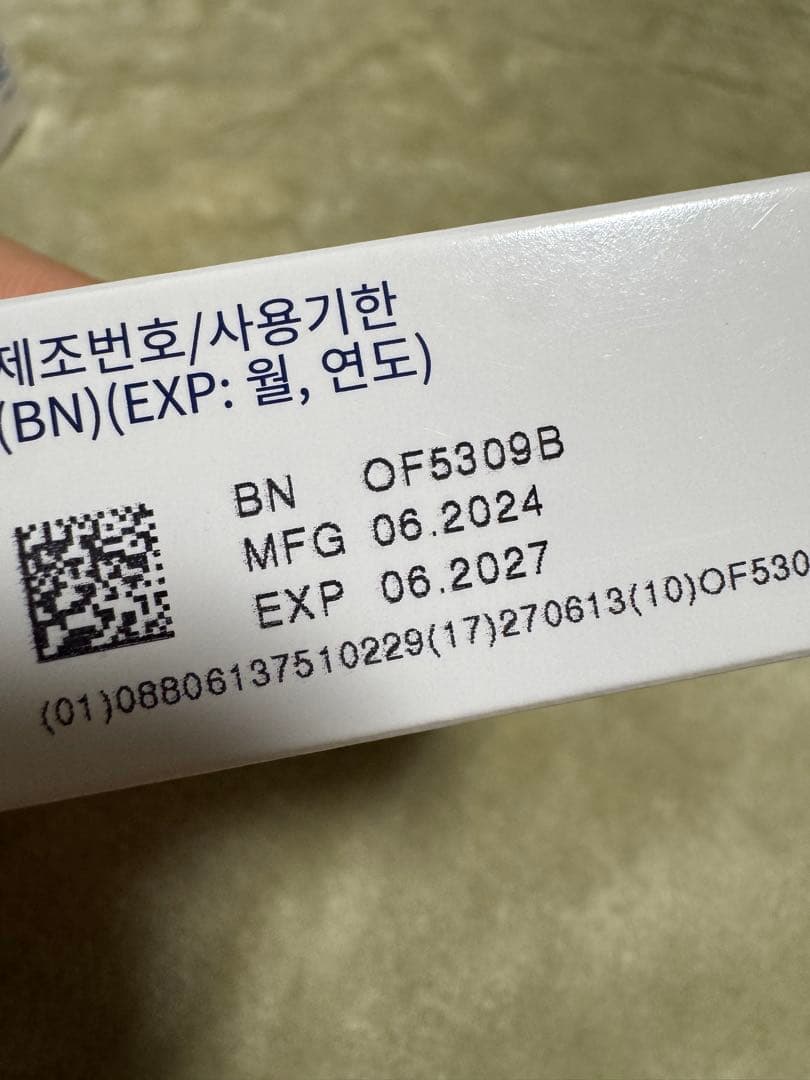 제조번호/사용기한
(BN)(EXP: 월, 연도)
BN OF5309B
MFG 06.2024
EXP 06.2027
(01)08806137510229(17)270613(10)OF530